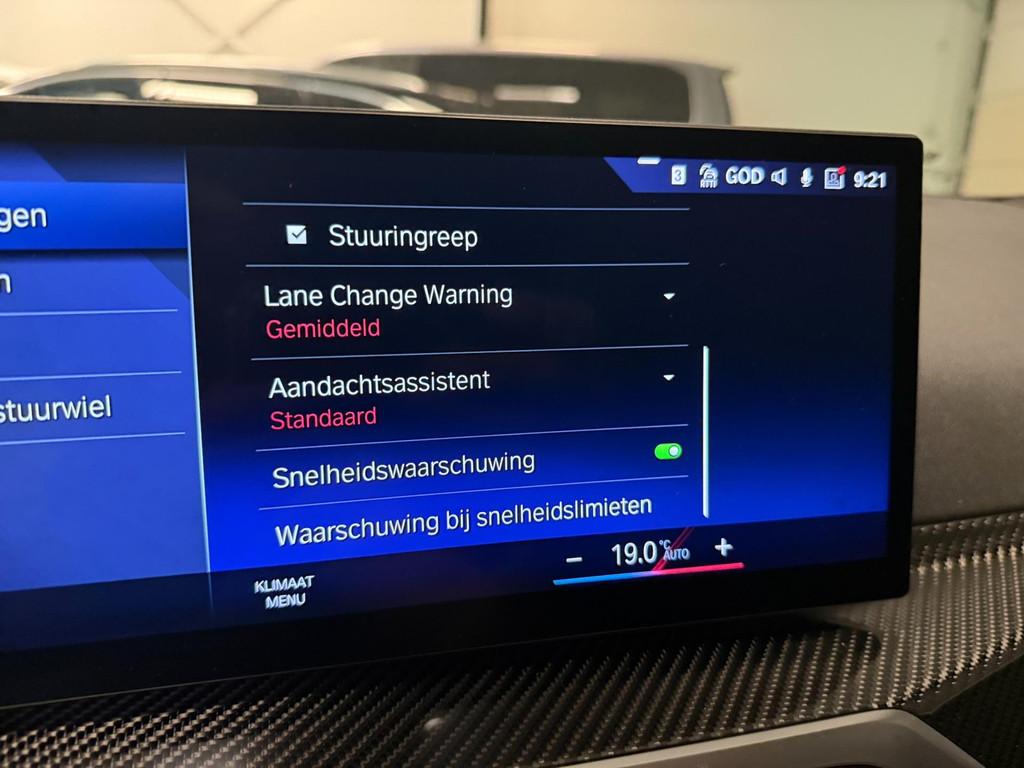 3 RTTI GOD 9:21
gen
n
stuurwiel
Stuuringreep
Lane Change Warning
Gemiddeld
Aandachtsassistent
Standaard
Snelheidswaarschuwing
Waarschuwing bij snelheidslimieten
KLIMAAT
MENU
− 19.0 °C AUTO +